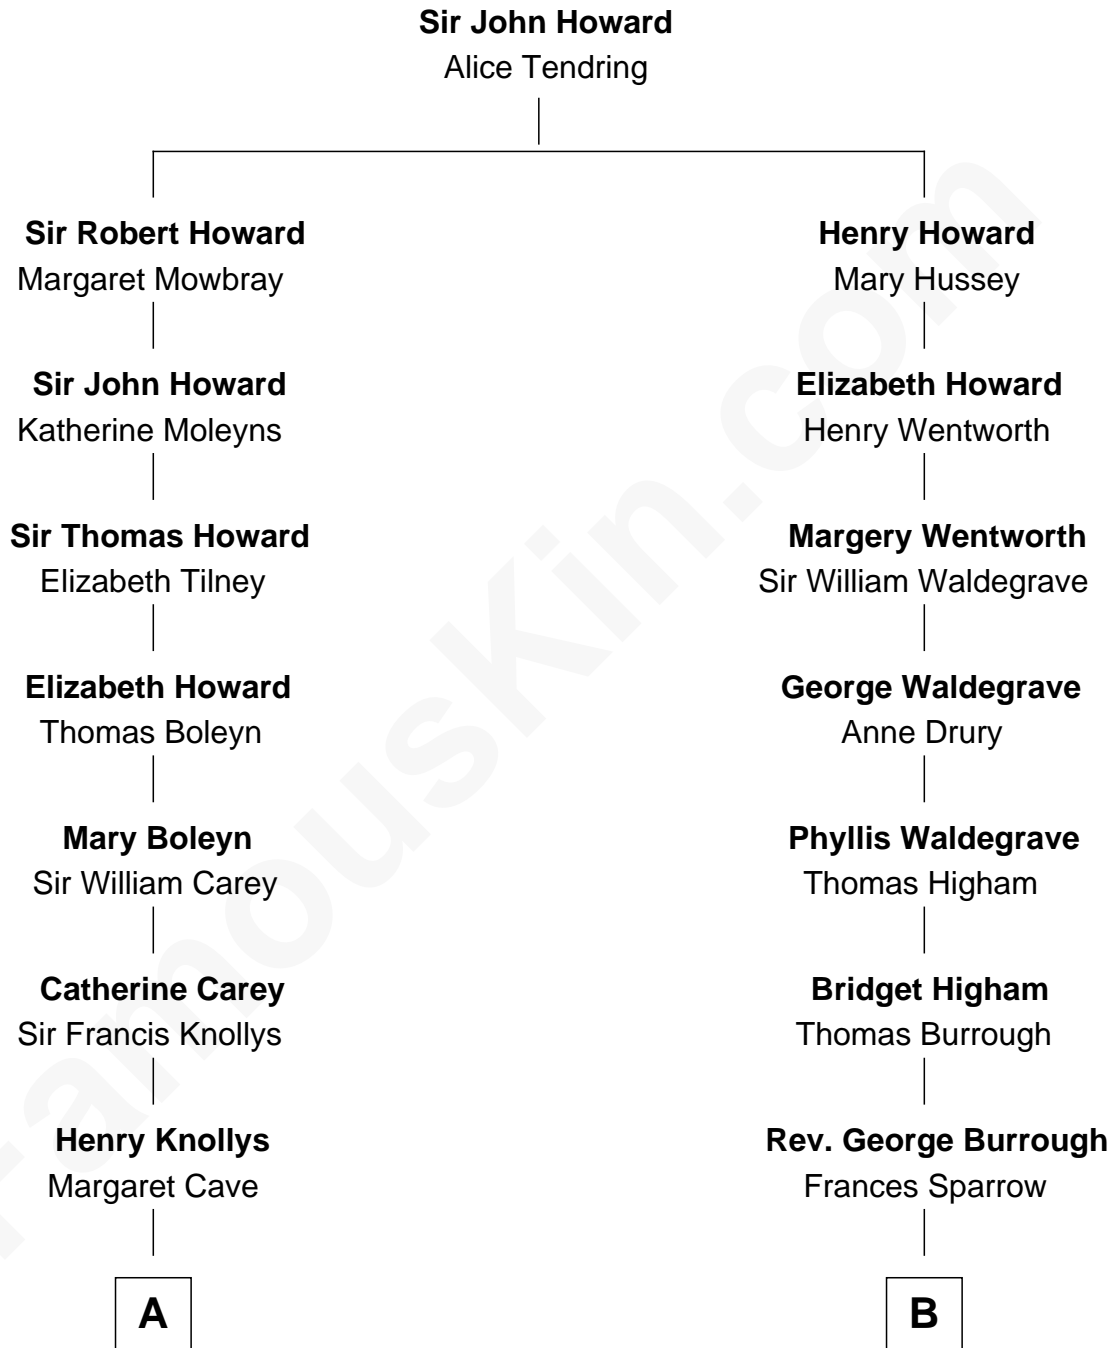 Sir John Howard
Alice Tendring
Sir Robert Howard
Margaret Mowbray
Henry Howard
Mary Hussey
Sir John Howard
Katherine Moleyns
Elizabeth Howard
Henry Wentworth
Sir Thomas Howard
Elizabeth Tilney
Margery Wentworth
Sir William Waldegrave
Elizabeth Howard
Thomas Boleyn
George Waldegrave
Anne Drury
Mary Boleyn
Sir William Carey
Phyllis Waldegrave
Thomas Higham
Catherine Carey
Sir Francis Knollys
Bridget Higham
Thomas Burrough
Henry Knollys
Margaret Cave
Rev. George Burrough
Frances Sparrow
A
B
FamousKin.com